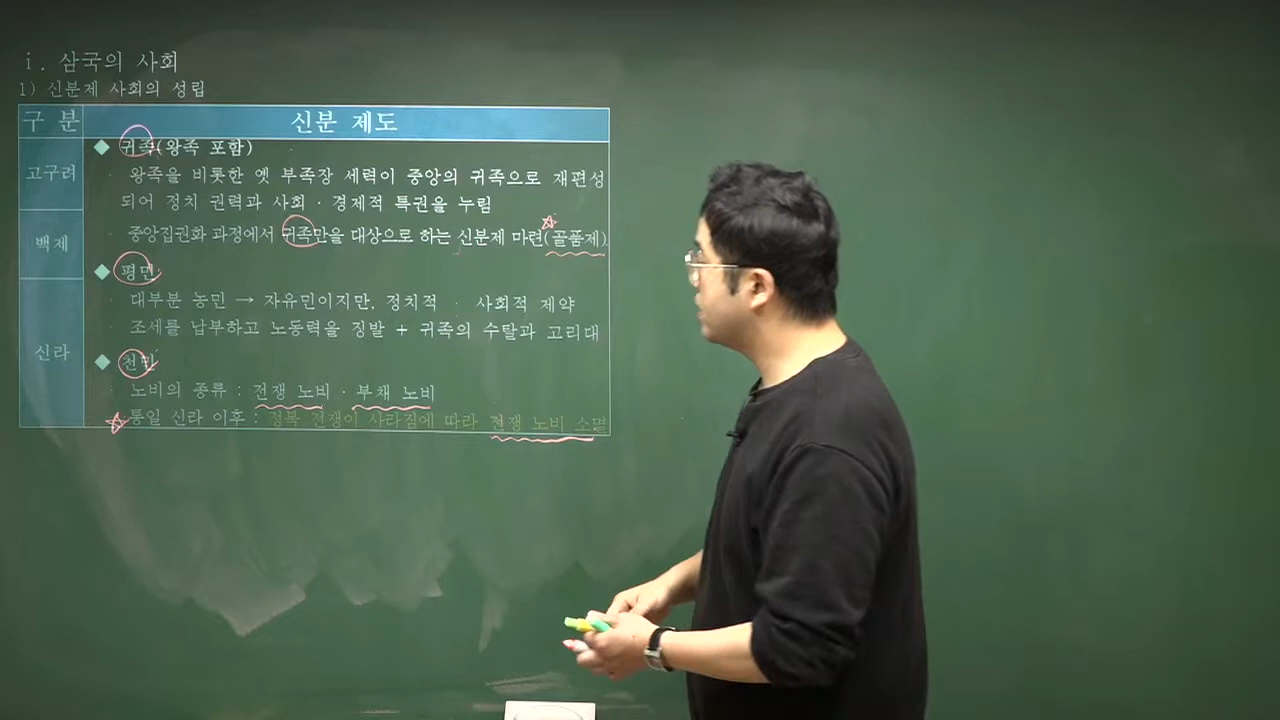 i. 삼국의 사회
1) 신분제 사회의 성립
구 분
신분 제도
고구려
백제
신라
◆ 귀족(왕족 포함)
· 왕족을 비롯한 옛 부족장 세력이 중앙의 귀족으로 재편성
되어 정치 권력과 사회 · 경제적 특권을 누림
· 중앙집권화 과정에서 귀족만을 대상으로 하는 신분제 마련(골품제)
◆ 평민
· 대부분 농민 → 자유민이지만, 정치적 · 사회적 제약
· 조세를 납부하고 노동력을 징발 + 귀족의 수탈과 고리대
◆ 천민
· 노비의 종류 : 전쟁 노비 · 부채 노비
· 통일 신라 이후 : 정복 전쟁이 사라짐에 따라 전쟁 노비 소멸